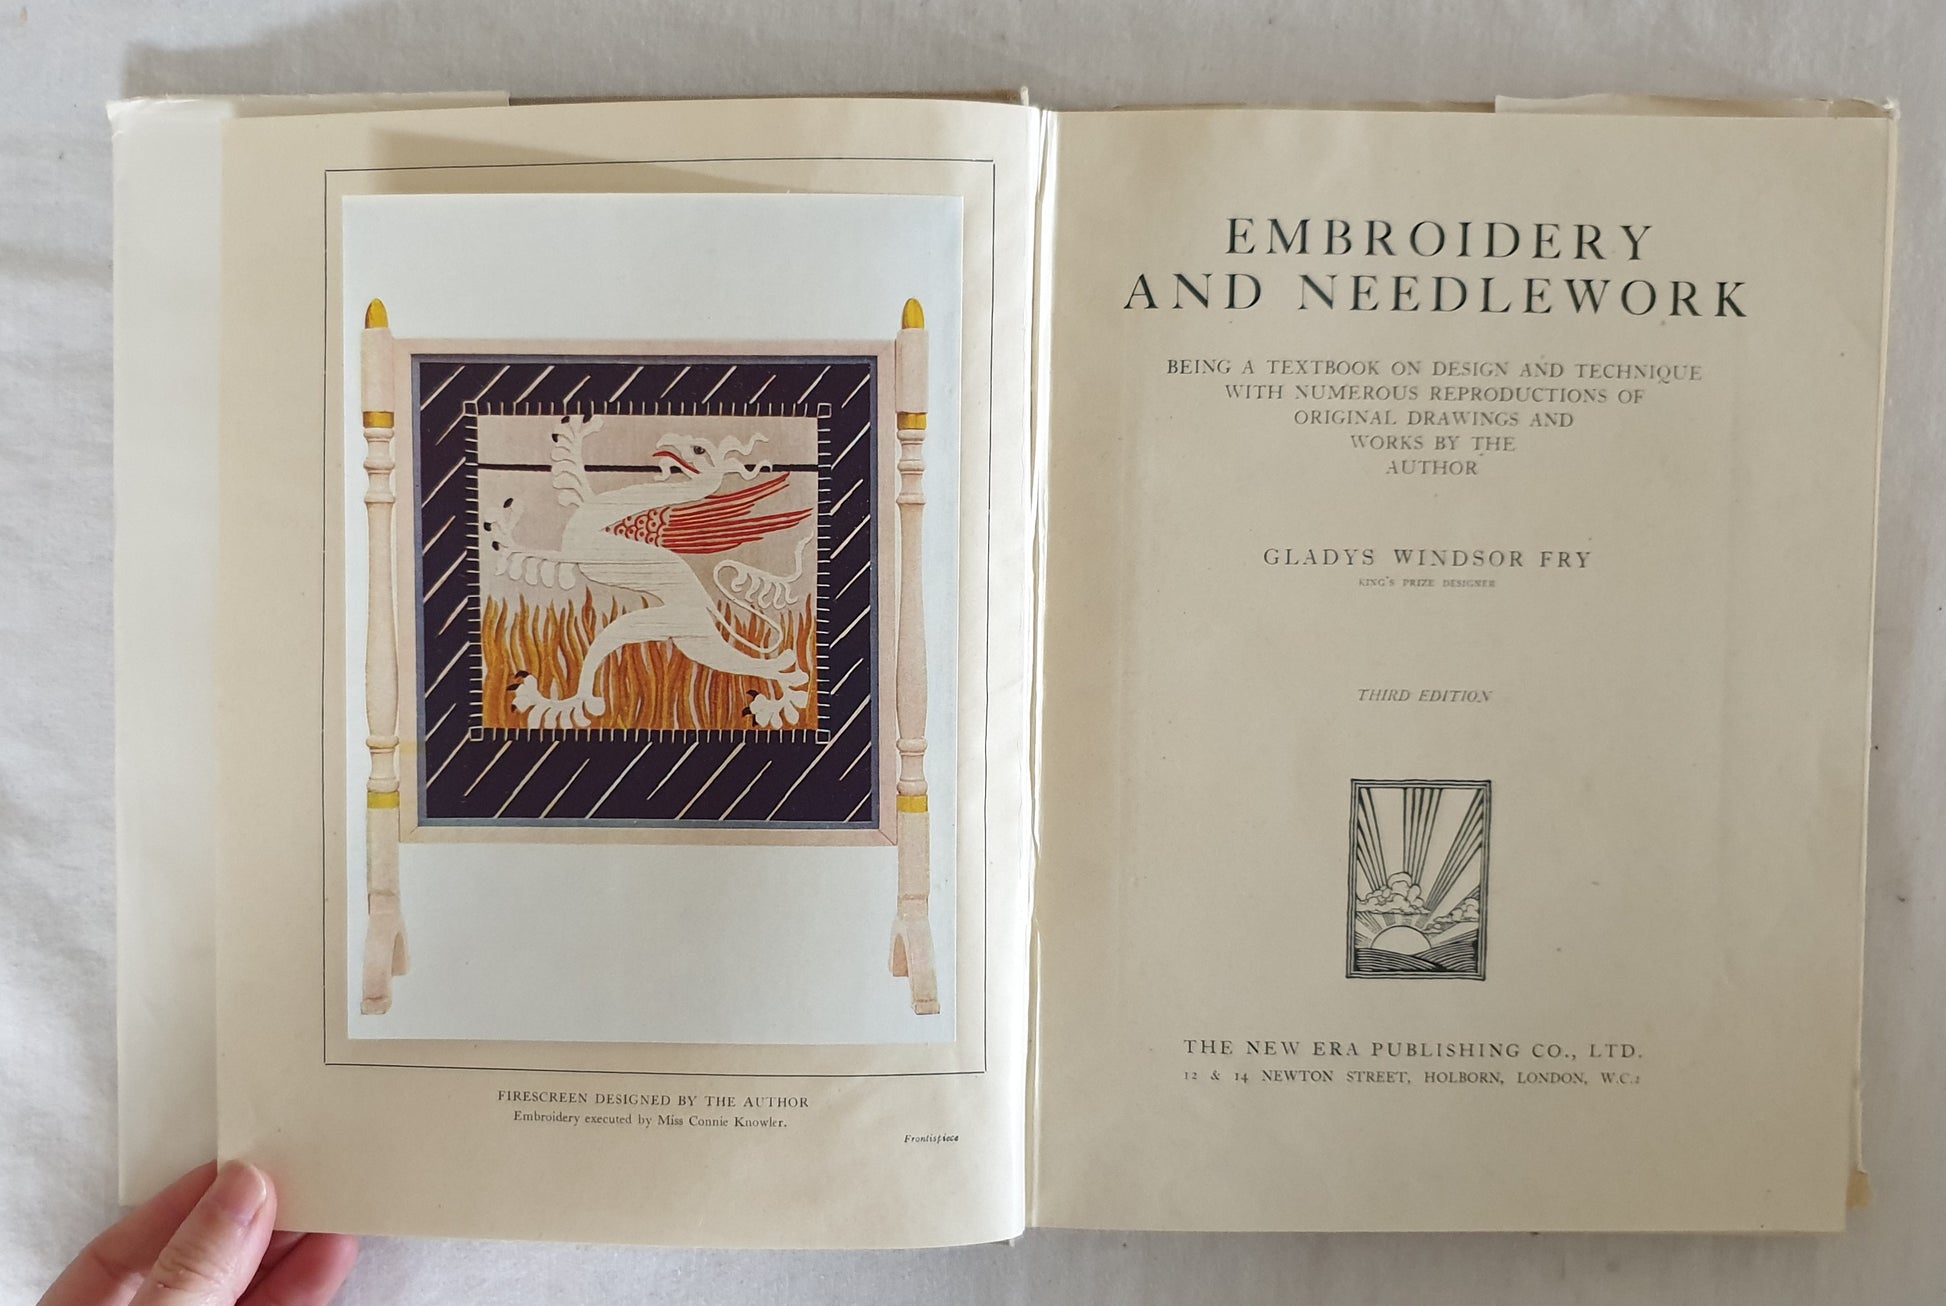 FIRESCREEN DESIGNED BY THE AUTHOR
Embroidery executed by Miss Connie Knowler.
Frontispiece
EMBROIDERY
AND NEEDLEWORK
BEING A TEXTBOOK ON DESIGN AND TECHNIQUE
WITH NUMEROUS REPRODUCTIONS OF
ORIGINAL DRAWINGS AND
WORKS BY THE
AUTHOR
GLADYS WINDSOR FRY
KING'S PRIZE DESIGNER
THIRD EDITION
THE NEW ERA PUBLISHING CO., LTD.
12 & 14 NEWTON STREET, HOLBORN, LONDON, W.C.2